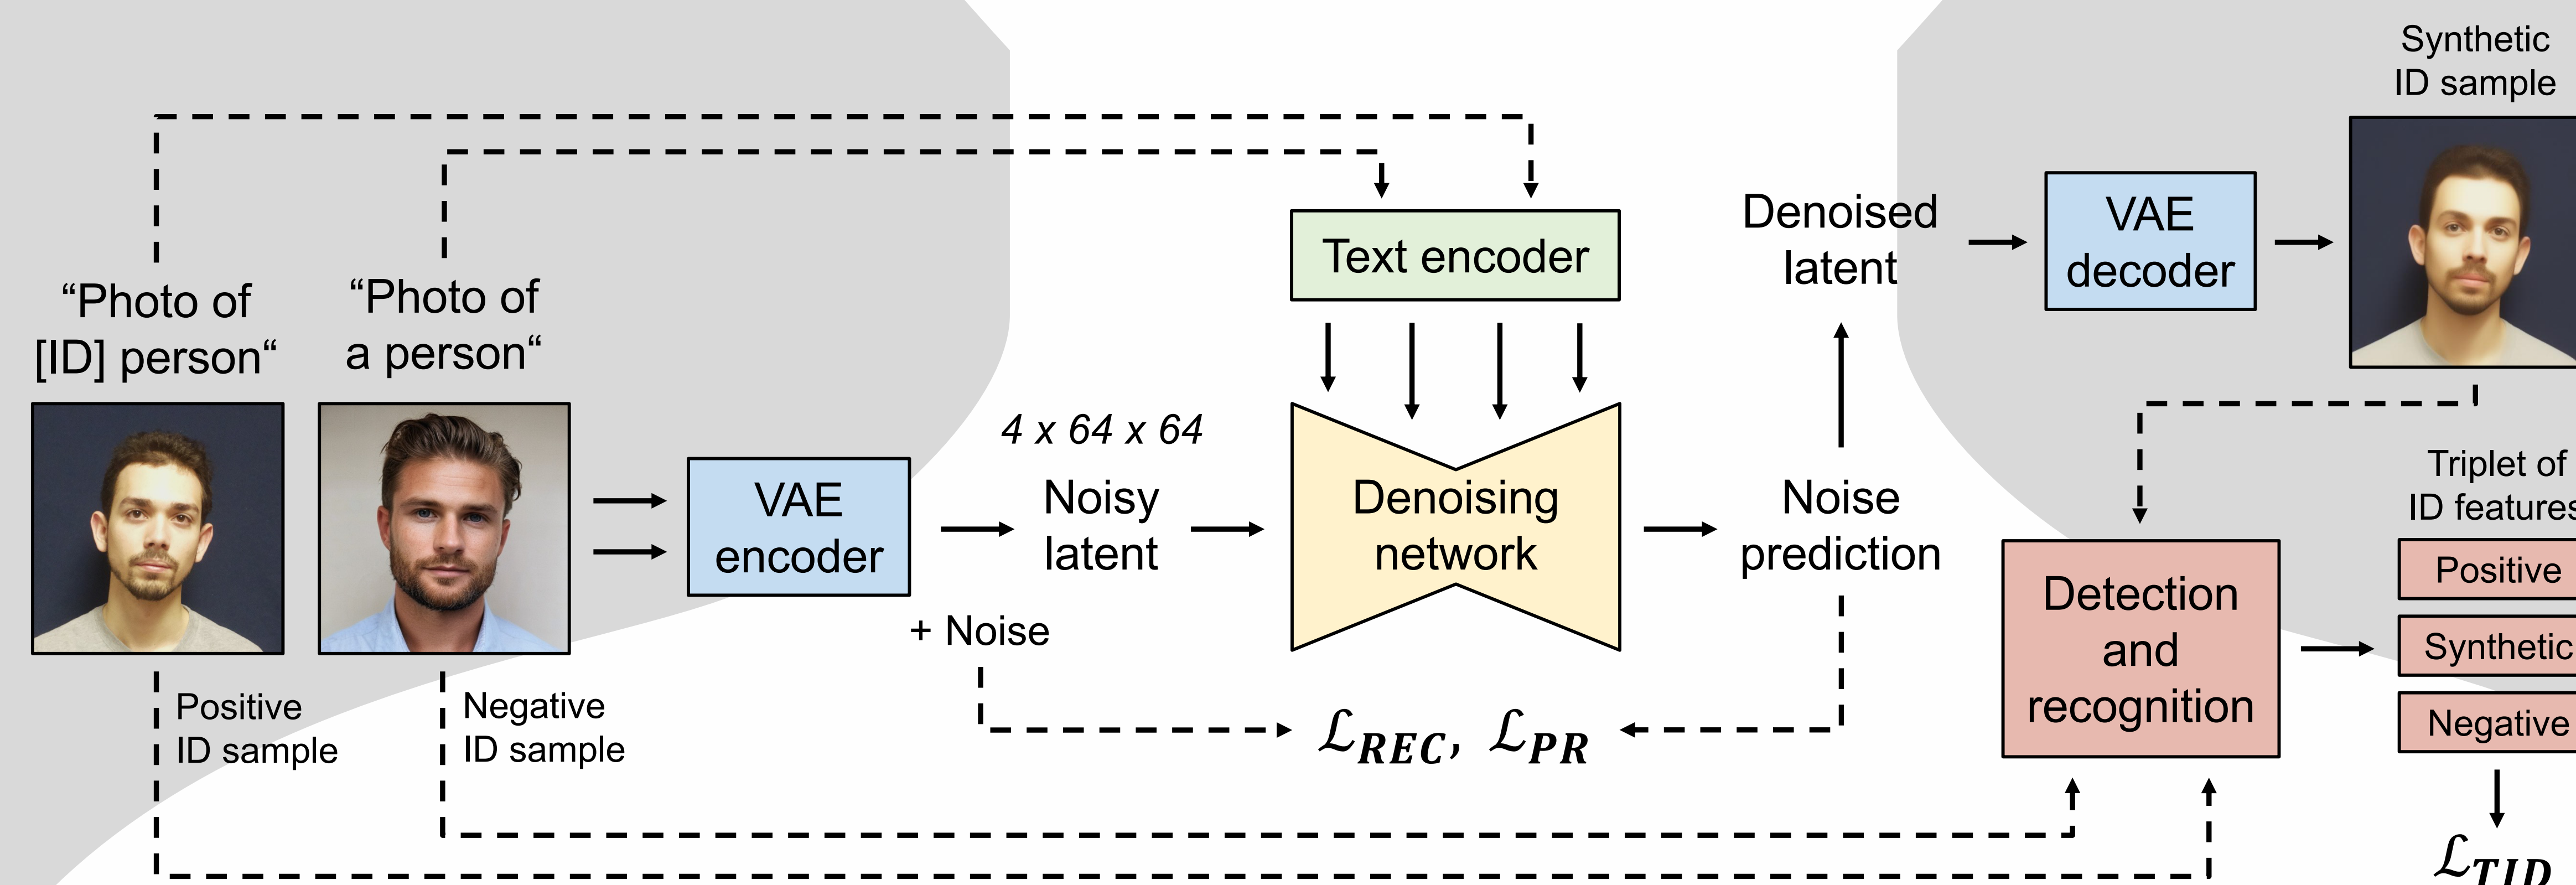 Synthetic
ID sample
“Photo of
[ID] person“
“Photo of
a person“
Text encoder
Denoised
latent
VAE
decoder
4 x 64 x 64
VAE
encoder
Noisy
latent
+ Noise
Denoising
network
Noise
prediction
Detection
and
recognition
Triplet of
ID features
Positive
Synthetic
Negative
Positive
ID sample
Negative
ID sample
ℒREC, ℒPR
ℒTID